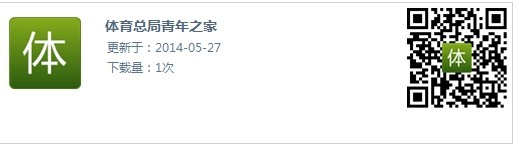 体
体育总局青年之家
更新于：2014-05-27
下载量：1次
体